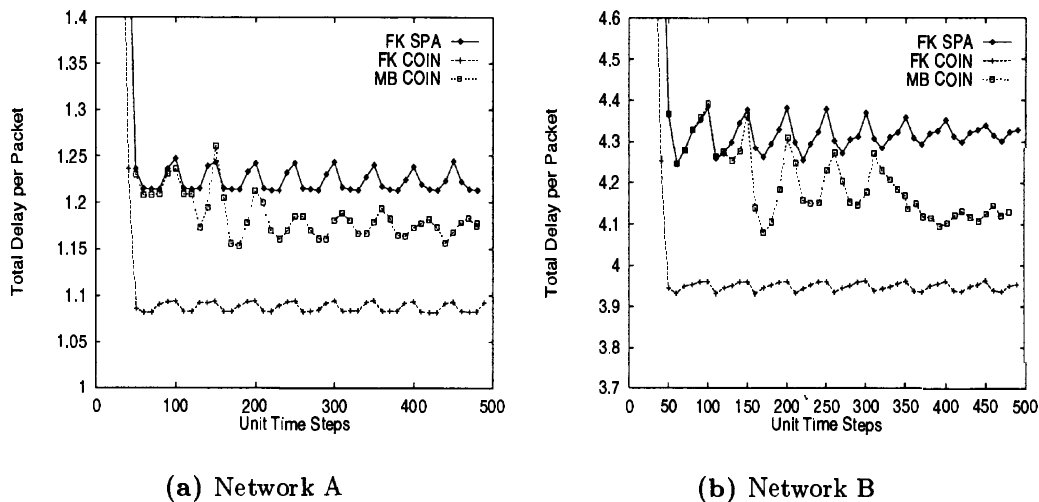 1.4
1.35
1.3
1.25
1.2
1.15
1.1
1.05
1
Total Delay per Packet
FK SPA
FK COIN
MB COIN
0 100 200 300 400 500
Unit Time Steps
(a) Network A
4.6
4.5
4.4
4.3
4.2
4.1
4
3.9
3.8
3.7
Total Delay per Packet
FK SPA
FK COIN
MB COIN
0 50 100 150 200 250 300 350 400 450 500
Unit Time Steps
(b) Network B